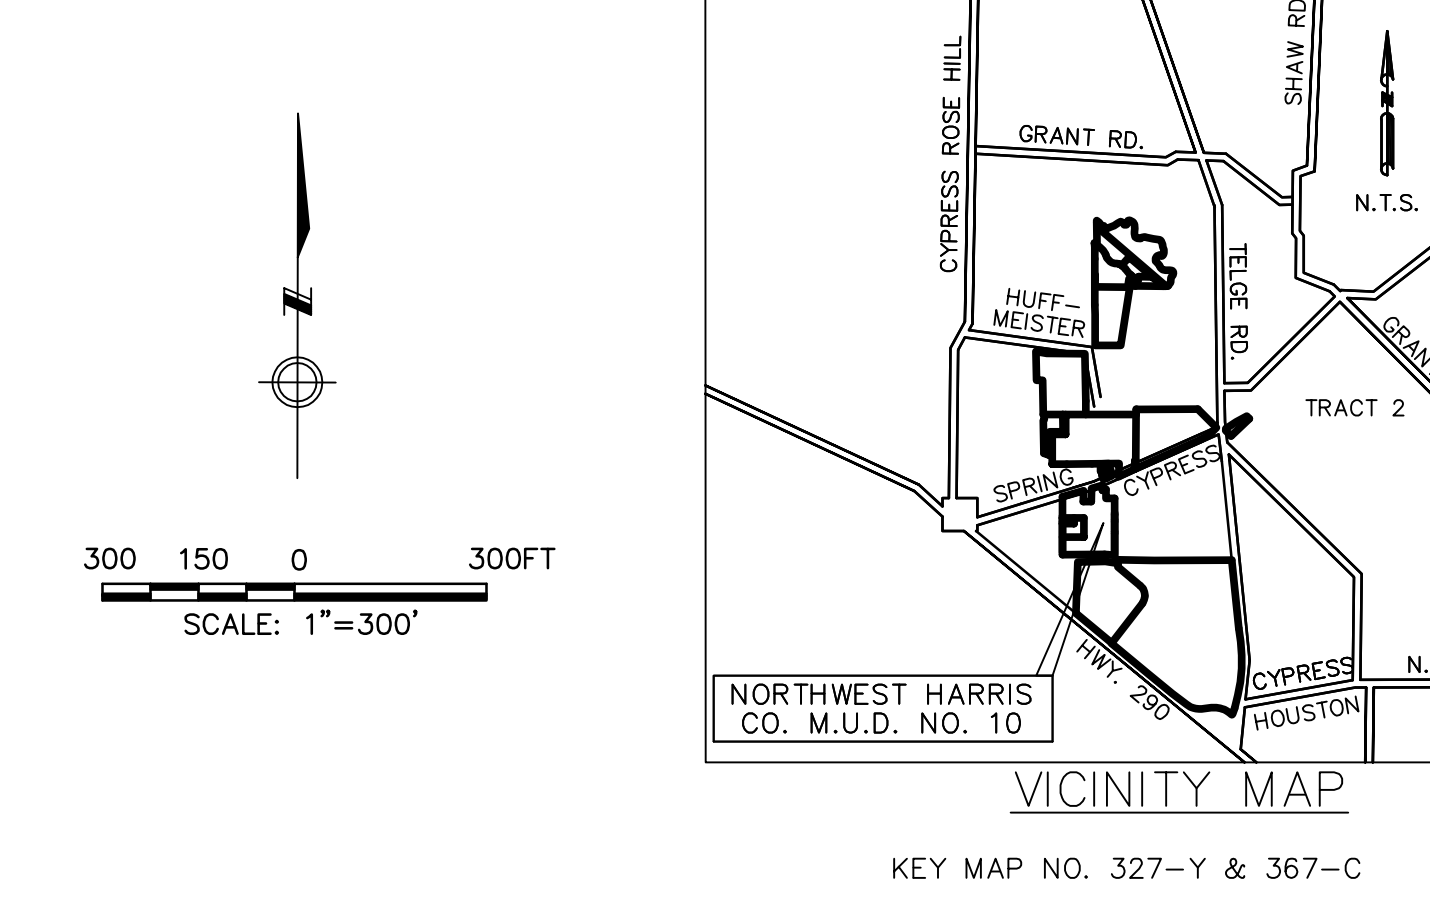 300 150 0 300FT
SCALE: 1”=300’
N
CYPRESS ROSE HILL
GRANT RD.
SHAW RD
N
N.T.S.
HUFF-
MEISTER
TELGE RD.
GRANT
TRACT 2
SPRING CYPRESS
HWY. 290
CYPRESS
N.
HOUSTON
NORTHWEST HARRIS
CO. M.U.D. NO. 10
VICINITY MAP
KEY MAP NO. 327-Y & 367-C